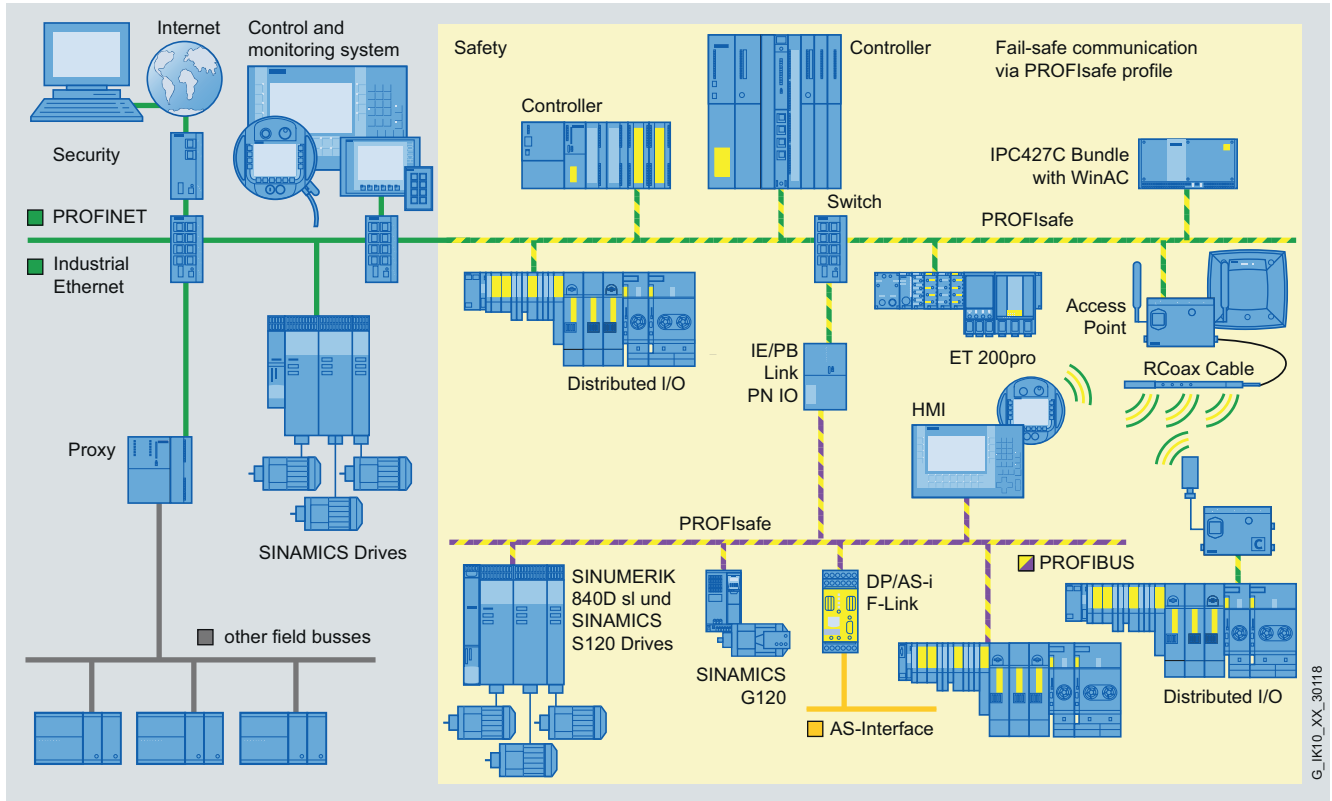 Internet
Control and
monitoring system
Safety
Controller
Controller
Fail-safe communication
via PROFIsafe profile
Security
IPC427C Bundle
with WinAC
Switch
PROFINET
PROFIsafe
Industrial
Ethernet
Access
Point
IE/PB
Link
PN IO
ET 200pro
RCoax Cable
Distributed I/O
HMI
Proxy
SINAMICS Drives
PROFIsafe
PROFIBUS
SINUMERIK
840D sl und
SINAMICS
S120 Drives
DP/AS-i
F-Link
other field busses
SINAMICS
G120
Distributed I/O
AS-Interface
G_IK10_XX_30118